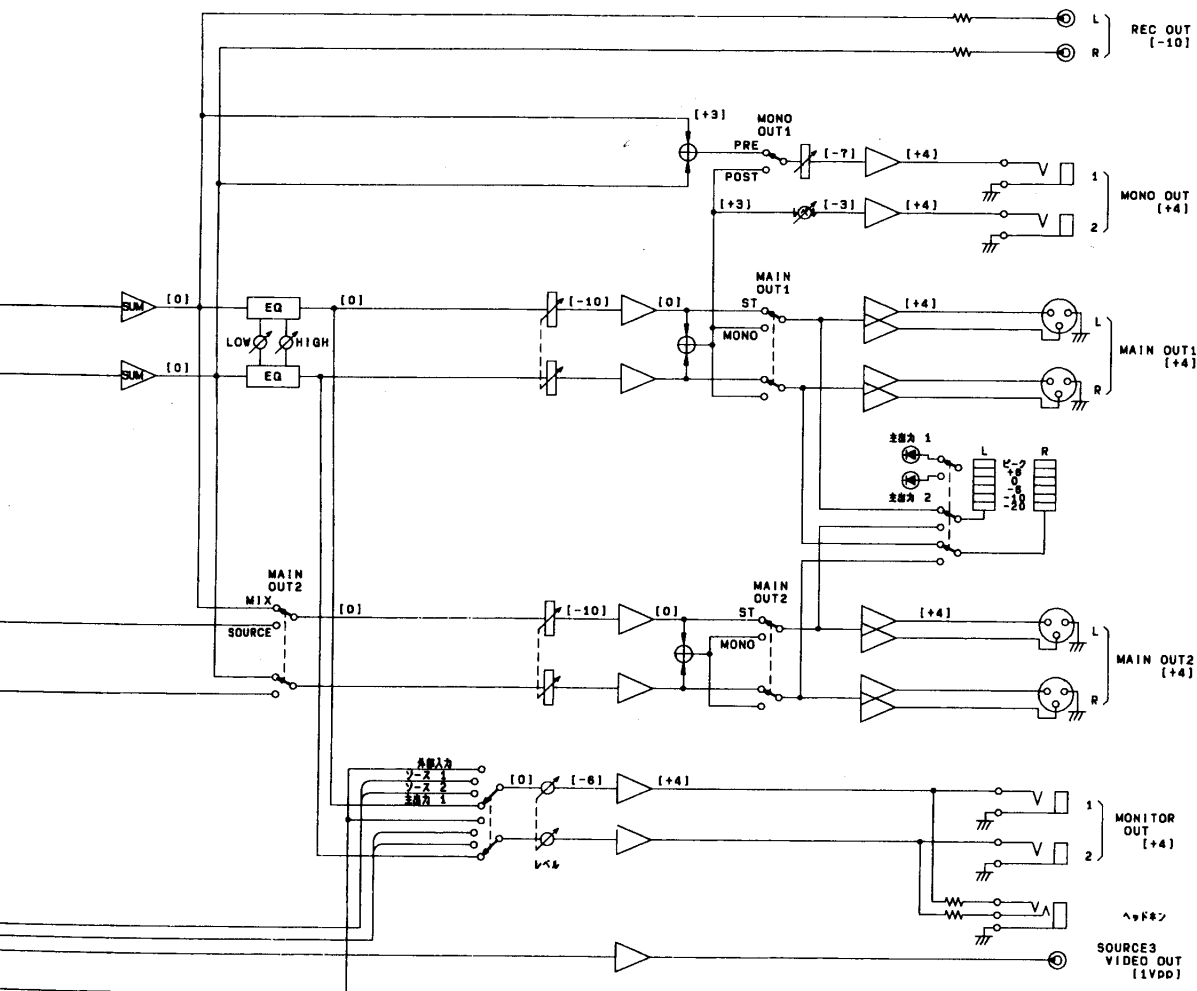 L
REC OUT
[-10]
R
[+3]
MONO
OUT1
PRE
[-7]
[+4]
POST
1
MONO OUT
[+4]
[+3]
[-3]
[+4]
2
MAIN
OUT1
SUM
[0]
EQ
[0]
[-10]
[0]
ST
[+4]
L
LOW
HIGH
MONO
MAIN OUT1
[+4]
SUM
[0]
EQ
R
主出力 1
L
R
ピーク
+6
0
-6
-10
-20
主出力 2
MAIN
OUT2
MIX
[0]
[-10]
[0]
MAIN
OUT2
ST
[+4]
L
SOURCE
MONO
MAIN OUT2
[+4]
R
外部入力
ソース 1
ソース 2
主出力 1
[0]
[-6]
[+4]
1
MONITOR
OUT
[+4]
2
レベル
ヘッドホン
SOURCE3
VIDEO OUT
[1Vpp]